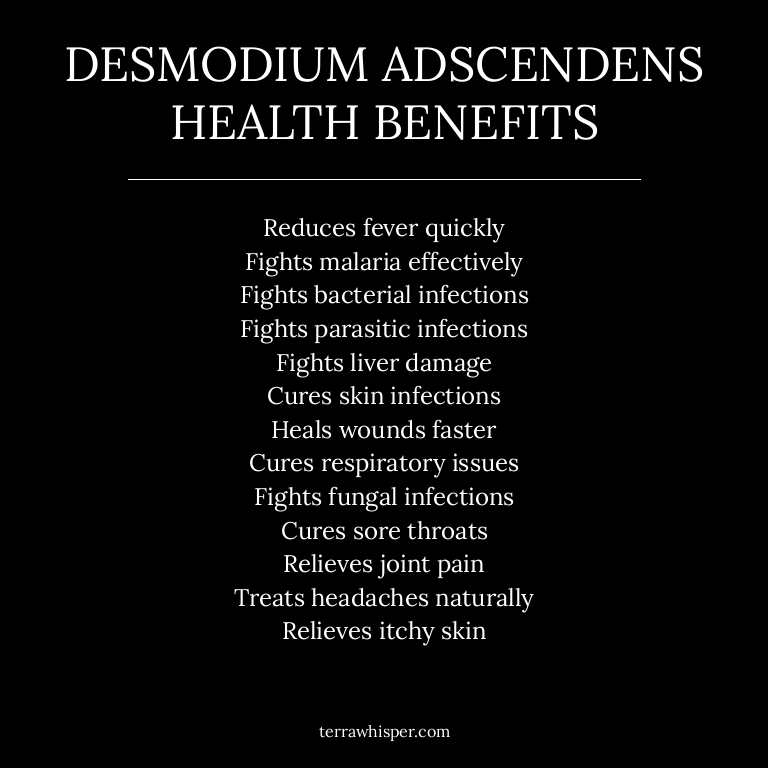 DESMODIUM ADSCENDENS
HEALTH BENEFITS
Reduces fever quickly
Fights malaria effectively
Fights bacterial infections
Fights parasitic infections
Fights liver damage
Cures skin infections
Heals wounds faster
Cures respiratory issues
Fights fungal infections
Cures sore throats
Relieves joint pain
Treats headaches naturally
Relieves itchy skin
terrawhisper.com